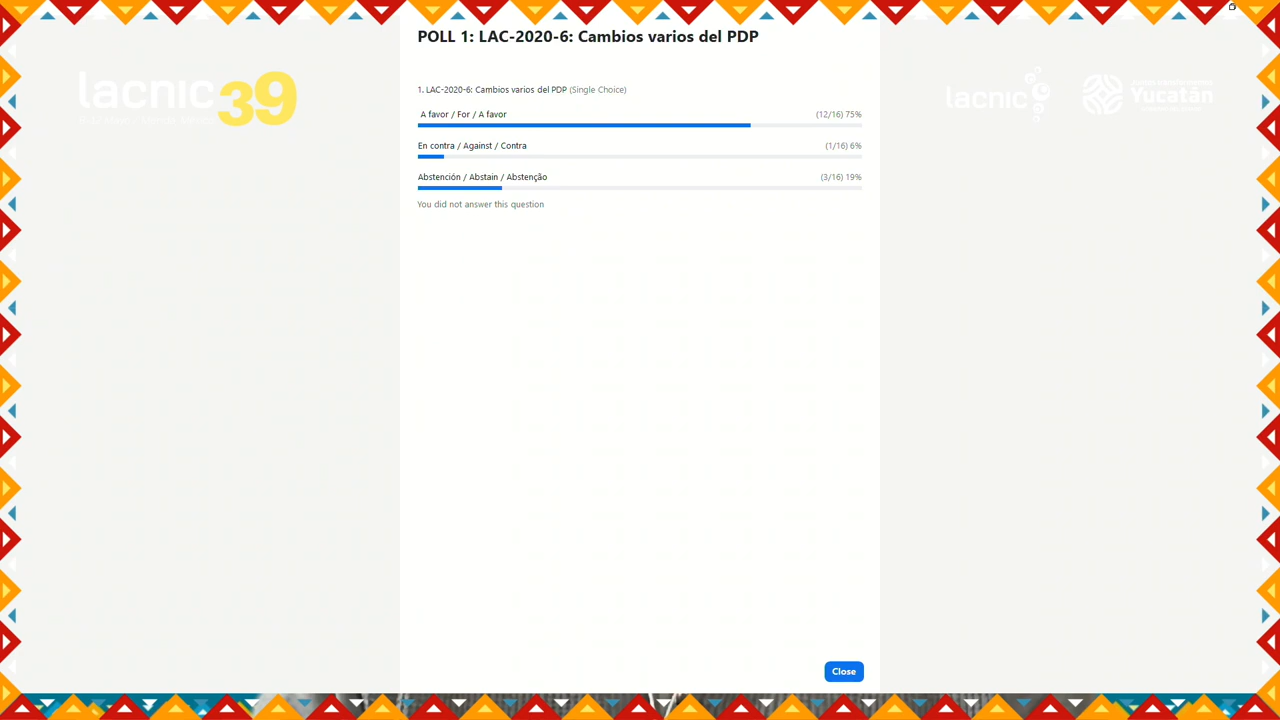 POLL 1: LAC-2020-6: Cambios varios del PDP
lacnic39
lacnic
Yucatán
1. LAC-2020-6: Cambios varios del PDP (Single Choice)
A favor / For / A favor (12/16) 75%
En contra / Against / Contra (1/16) 6%
Abstención / Abstain / Abstenção (3/16) 19%
You did not answer this question
Close